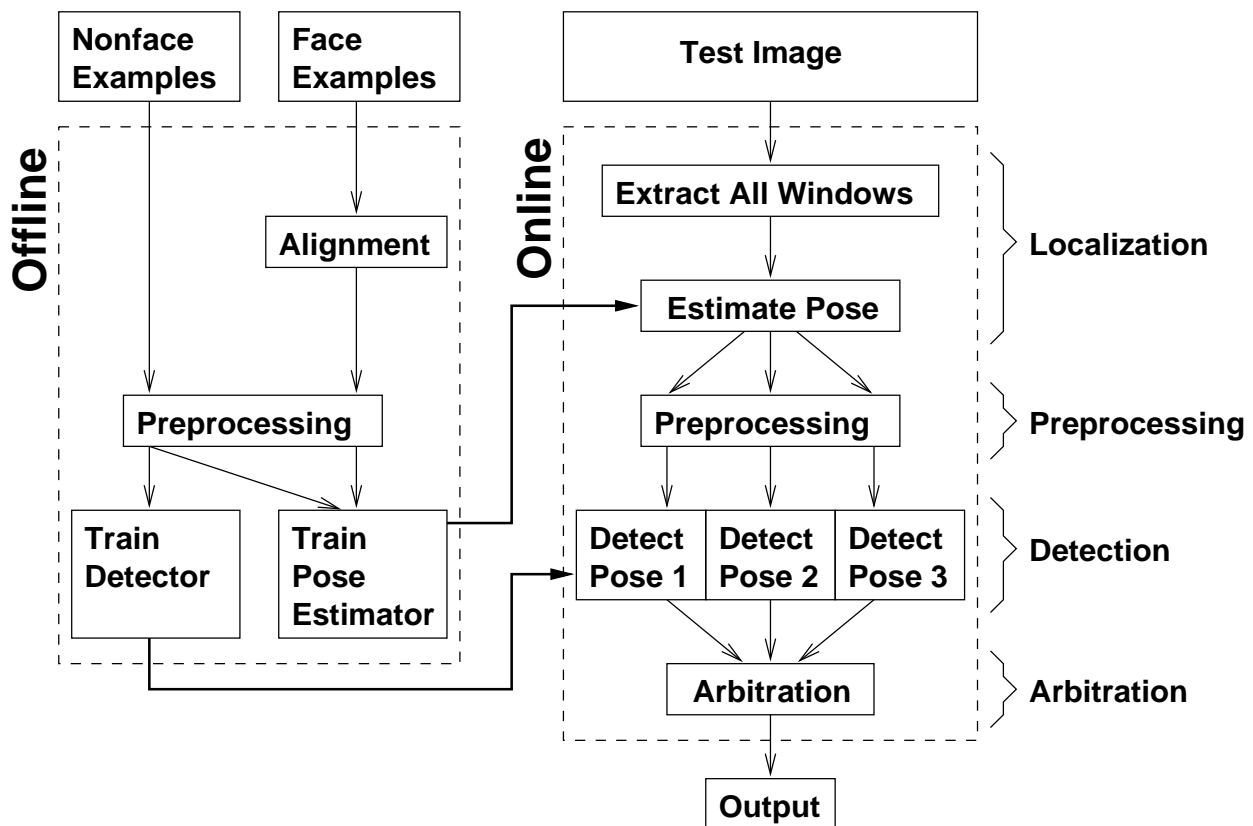 Nonface
Examples
Face
Examples
Test Image
Offline
Online
Extract All Windows
Alignment
Localization
Estimate Pose
Preprocessing
Preprocessing
Preprocessing
Train
Detector
Train
Pose
Estimator
Detect
Pose 1
Detect
Pose 2
Detect
Pose 3
Detection
Arbitration
Arbitration
Output